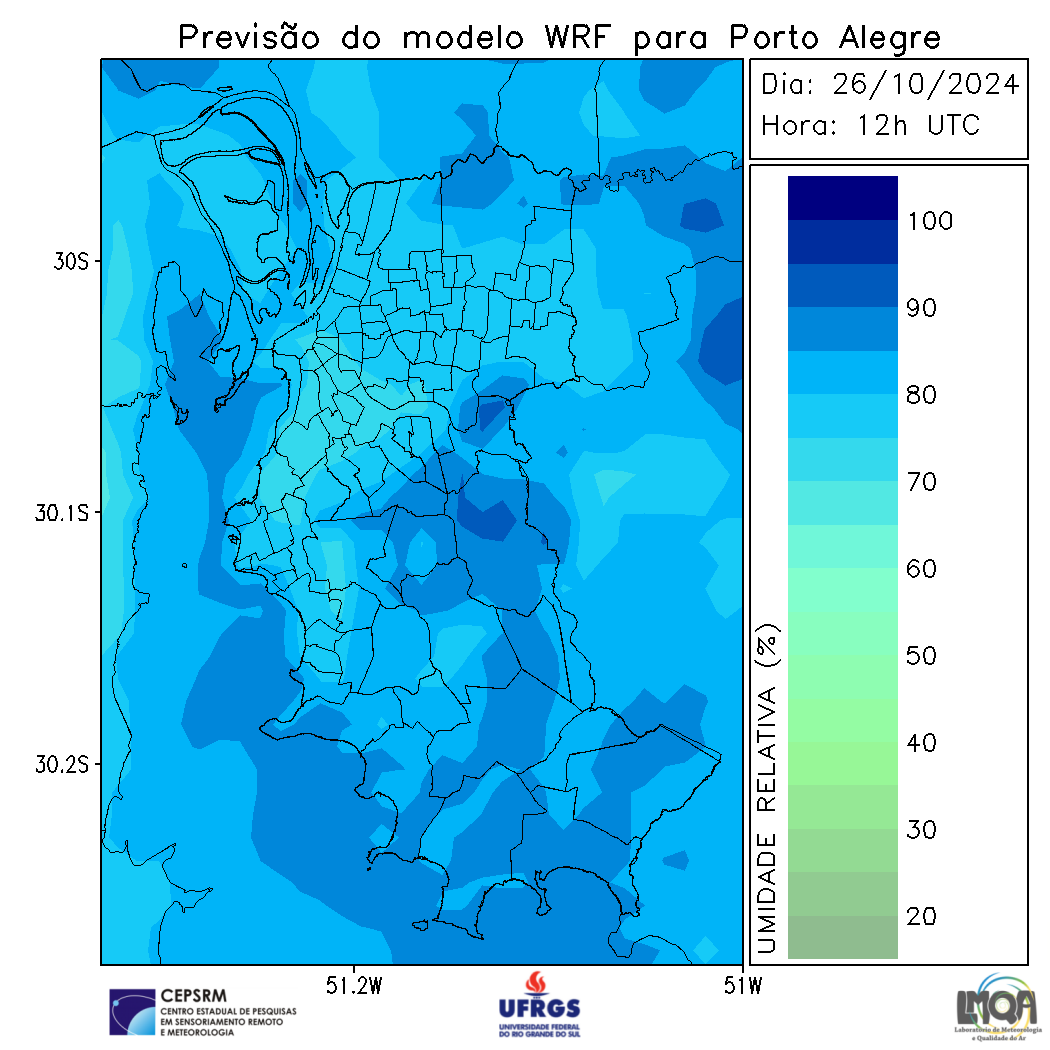 Previsão do modelo WRF para Porto Alegre
Dia: 26/10/2024
Hora: 12h UTC
30S
30.1S
30.2S
51.2W
51W
UMIDADE RELATIVA (%)
100
90
80
70
60
50
40
30
20
CEPSRM
CENTRO ESTADUAL DE PESQUISAS
EM SENSORIAMENTO REMOTO
E METEOROLOGIA
UFRGS
UNIVERSIDADE FEDERAL
DO RIO GRANDE DO SUL
LMQA
Laboratório de Meteorologia
e Qualidade do Ar